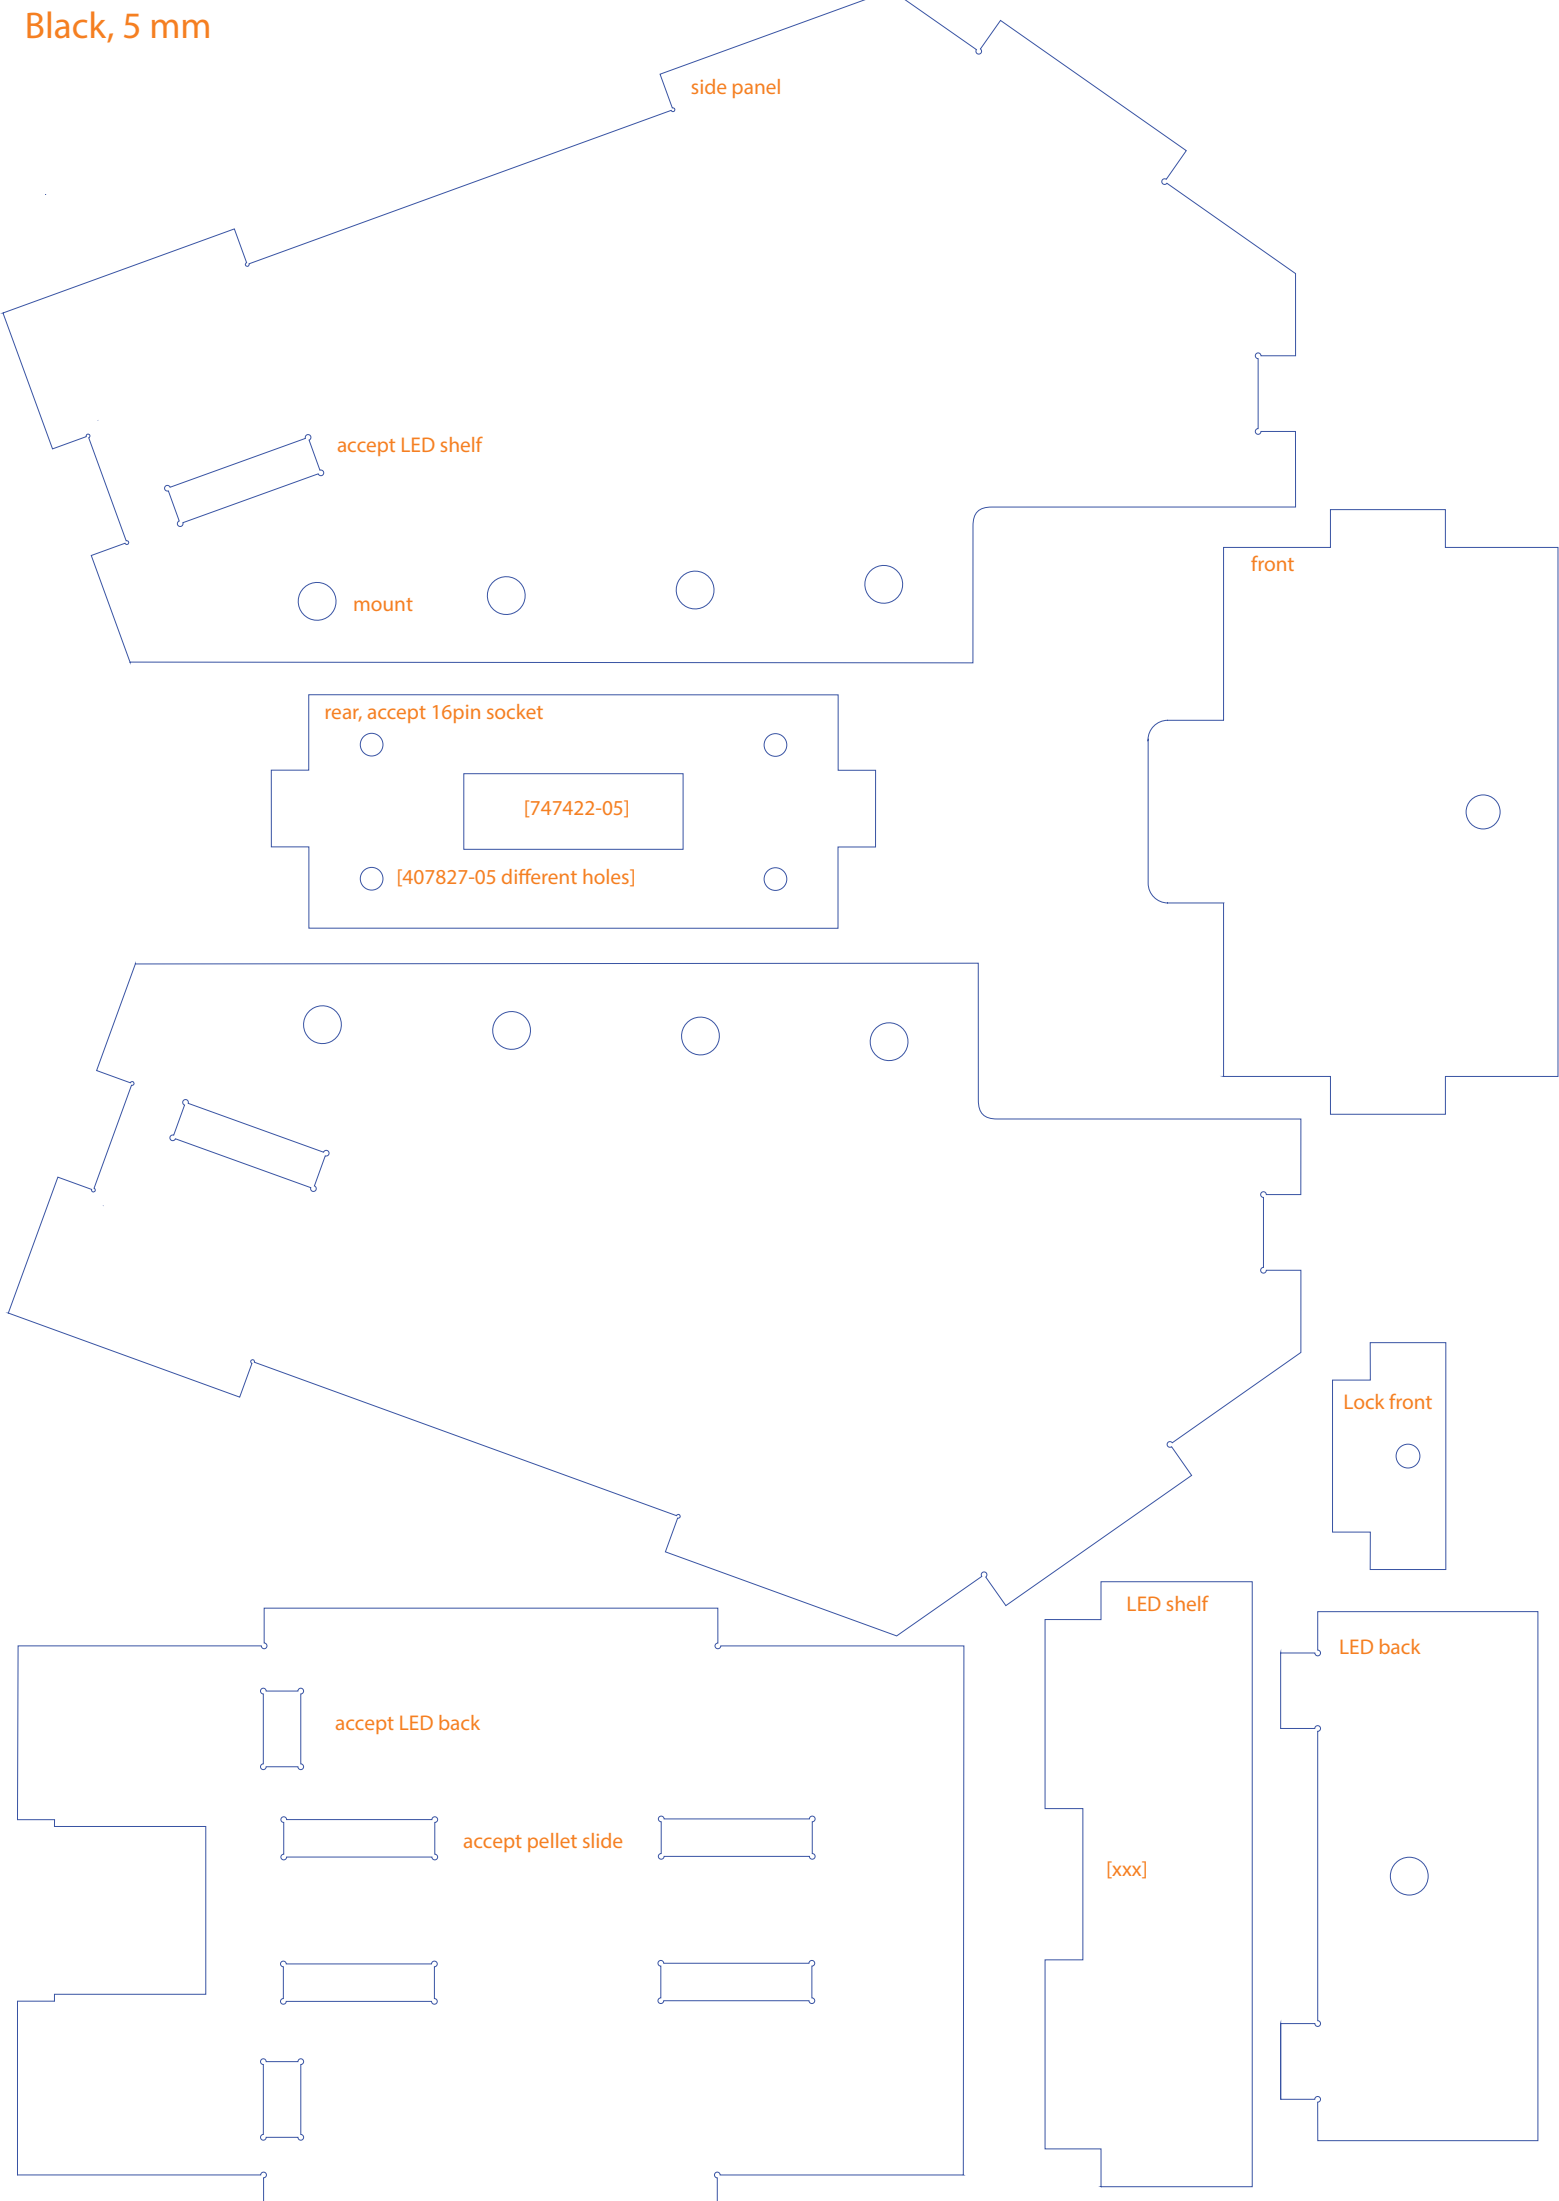 Black, 5 mm
side panel
accept LED shelf
mount
front
rear, accept 16pin socket
[747422-05]
[407827-05 different holes]
Lock front
LED shelf
LED back
accept LED back
accept pellet slide
[xxx]